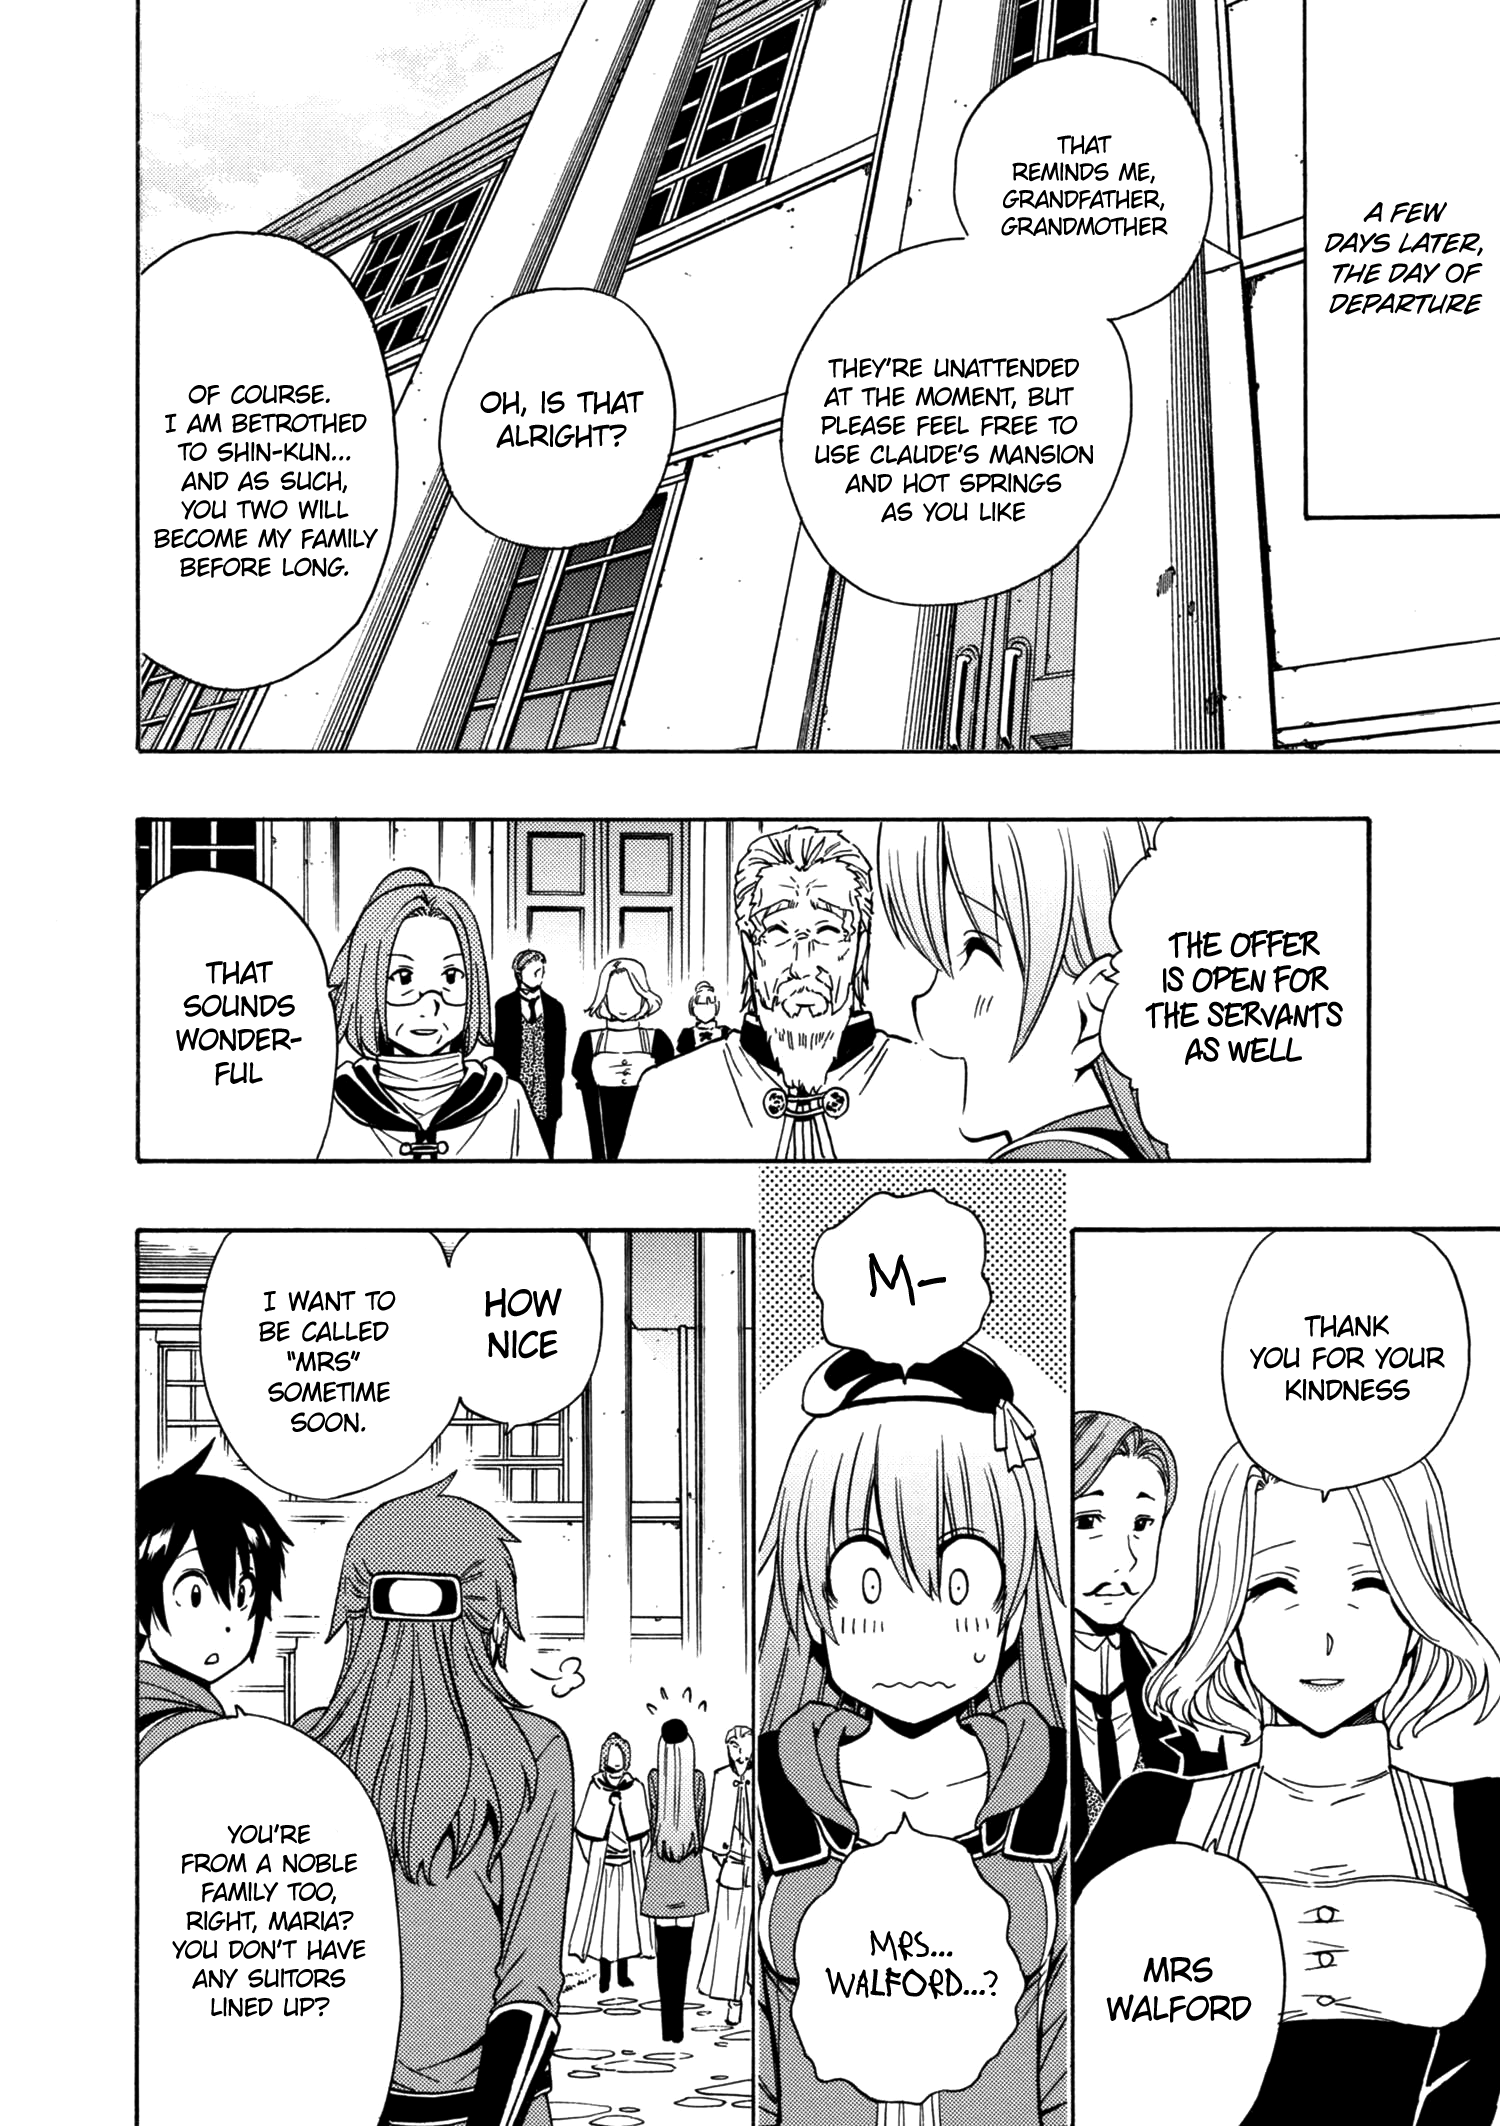 A FEW
DAYS LATER,
THE DAY OF
DEPARTURE
THAT
REMINDS ME,
GRANDFATHER,
GRANDMOTHER
THEY'RE UNATTENDED
AT THE MOMENT, BUT
PLEASE FEEL FREE TO
USE CLAUDE'S MANSION
AND HOT SPRINGS
AS YOU LIKE
OH, IS THAT
ALRIGHT?
OF COURSE.
I AM BETROTHED
TO SHIN-KUN...
AND AS SUCH,
YOU TWO WILL
BECOME MY FAMILY
BEFORE LONG.
THE OFFER
IS OPEN FOR
THE SERVANTS
AS WELL
THAT
SOUNDS
WONDER-
FUL
THANK
YOU FOR YOUR
KINDNESS
MRS
WALFORD
M-
MRS...
WALFORD...?
HOW
NICE
I WANT TO
BE CALLED
"MRS"
SOMETIME
SOON.
YOU'RE
FROM A NOBLE
FAMILY TOO,
RIGHT, MARIA?
YOU DON'T HAVE
ANY SUITORS
LINED UP?